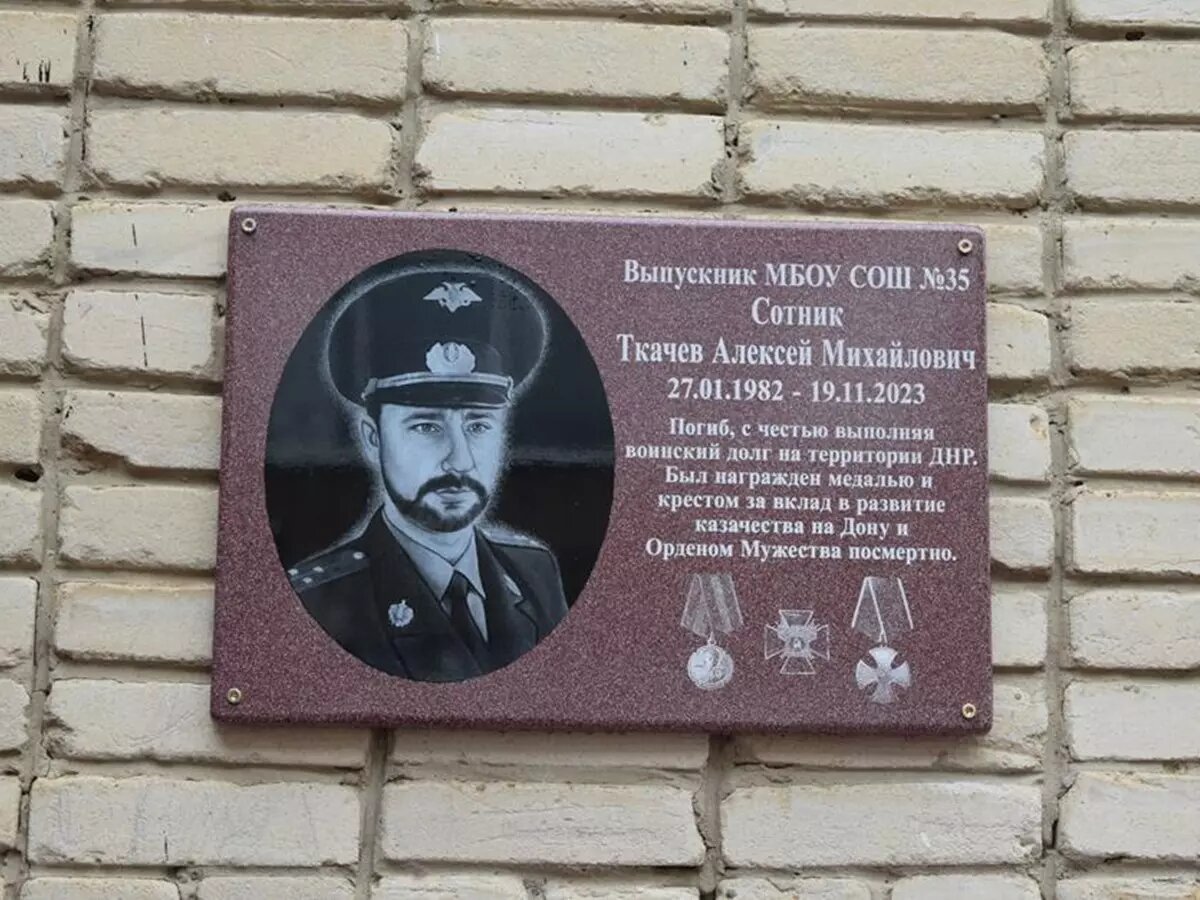 Выпускник МБОУ СОШ №35
Сотник
Ткачев Алексей Михайлович
27.01.1982 - 19.11.2023
Погиб, с честью выполняя
воинский долг на территории ДНР.
Был награжден медалью и
крестом за вклад в развитие
казачества на Дону и
Орденом Мужества посмертно.